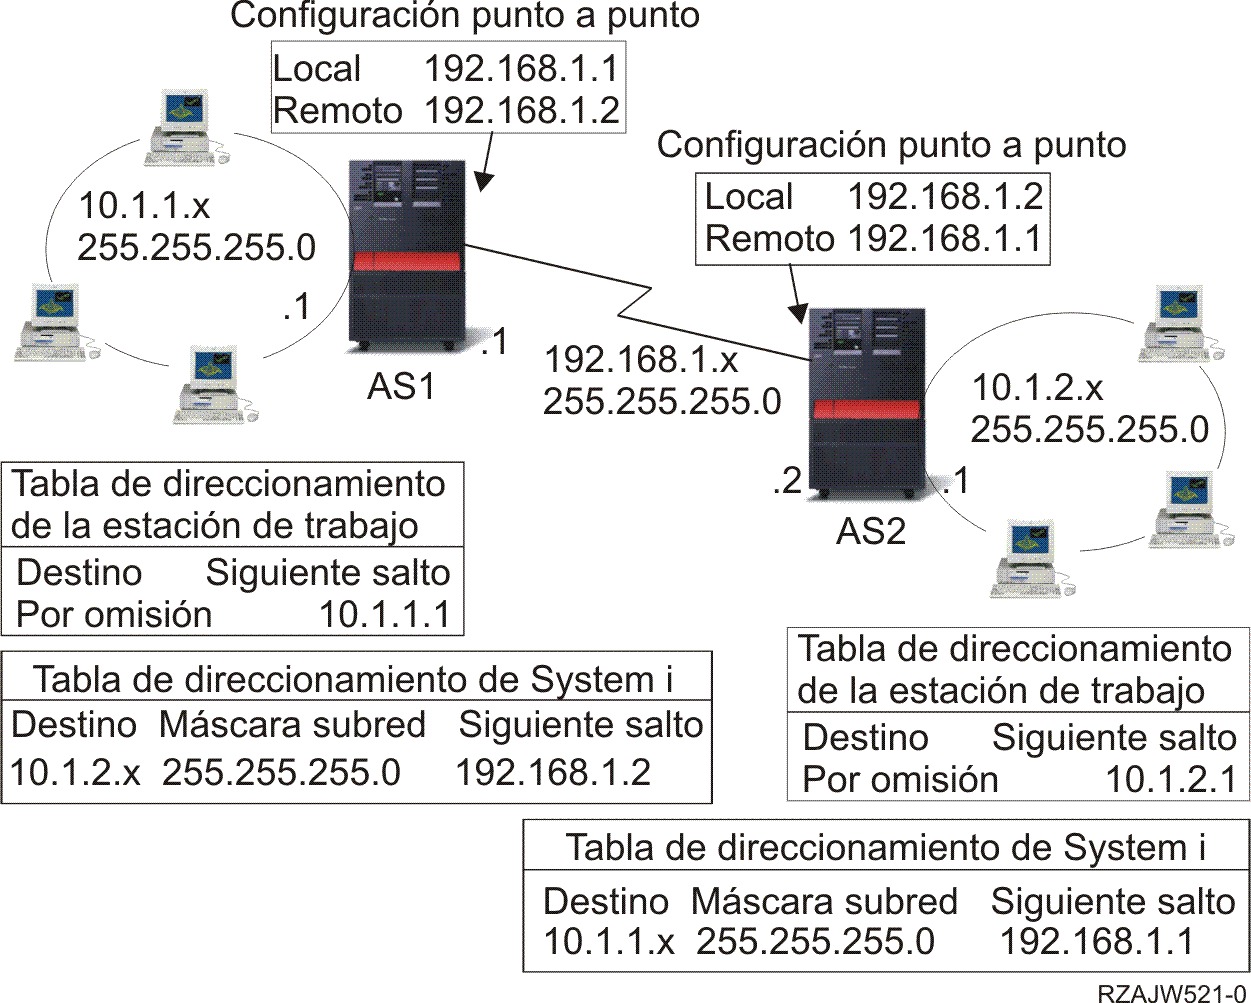 Configuración punto a punto
Local 192.168.1.1
Remoto 192.168.1.2
Configuración punto a punto
Local 192.168.1.2
Remoto 192.168.1.1
10.1.1.x
255.255.255.0
.1
.1
AS1
192.168.1.x
255.255.255.0
10.1.2.x
255.255.255.0
.2
.1
AS2
Tabla de direccionamiento
de la estación de trabajo
Destino Siguiente salto
Por omisión 10.1.1.1
Tabla de direccionamiento de System i
Destino Máscara subred Siguiente salto
10.1.2.x 255.255.255.0 192.168.1.2
Tabla de direccionamiento
de la estación de trabajo
Destino Siguiente salto
Por omisión 10.1.2.1
Tabla de direccionamiento de System i
Destino Máscara subred Siguiente salto
10.1.1.x 255.255.255.0 192.168.1.1
RZAJW521-0